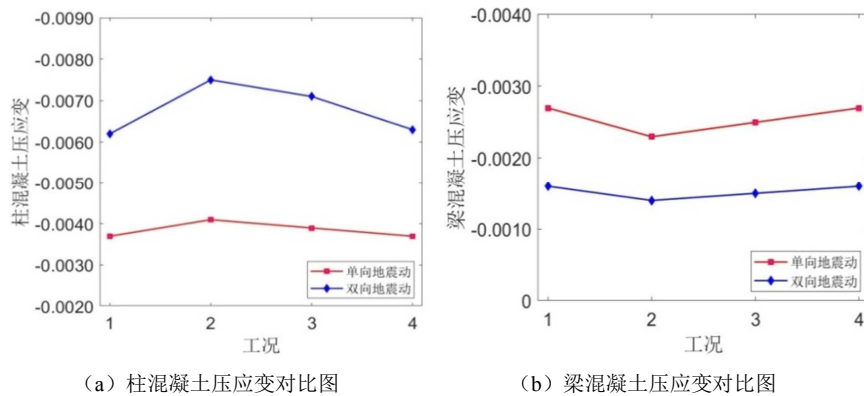 -0.0090
-0.0080
-0.0070
-0.0060
-0.0050
-0.0040
-0.0030
-0.0020
柱混凝土压应变
1 2 3 4
工况
单向地震动
双向地震动
(a）柱混凝土压应变对比图
-0.0040
-0.0030
-0.0020
-0.0010
0
梁混凝土压应变
1 2 3 4
工况
单向地震动
双向地震动
(b）梁混凝土压应变对比图